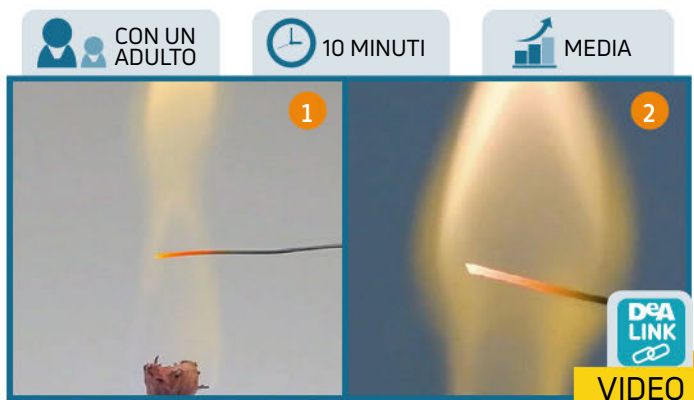 CON UN
ADULTO
10 MINUTI
MEDIA
1
2
DeA
LINK
VIDEO